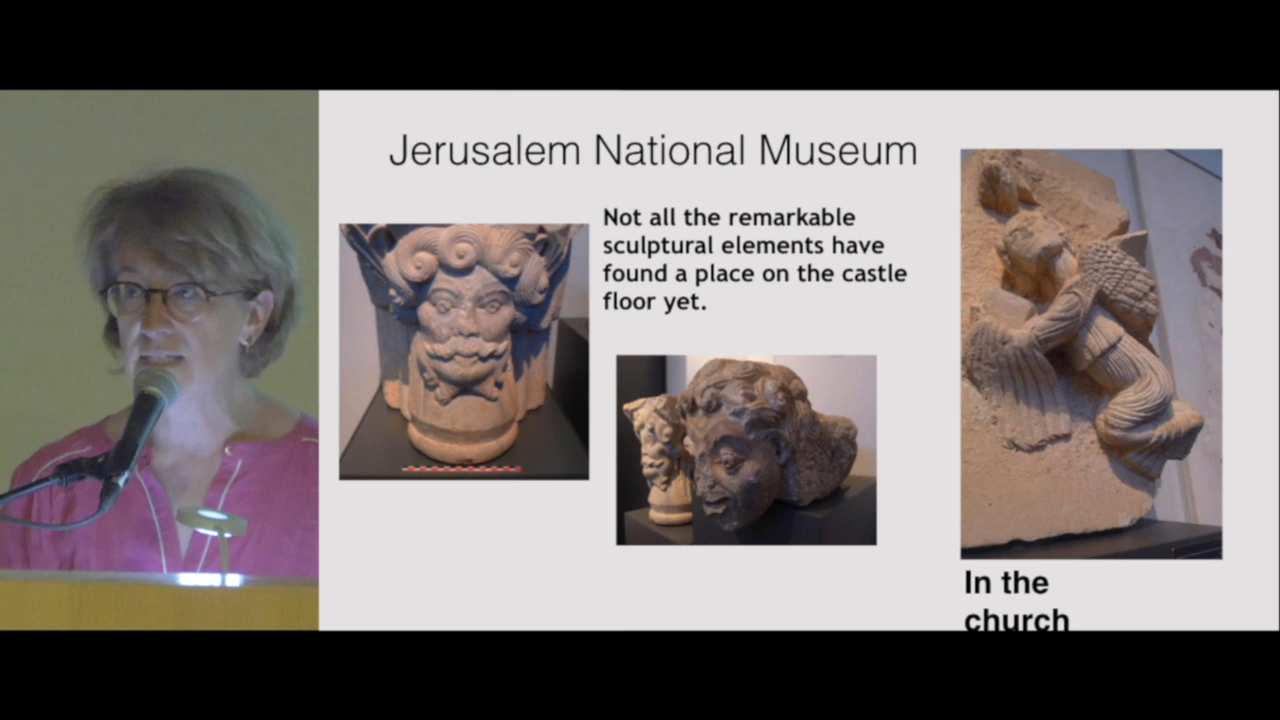 Jerusalem National Museum
Not all the remarkable
sculptural elements have
found a place on the castle
floor yet.
In the
church